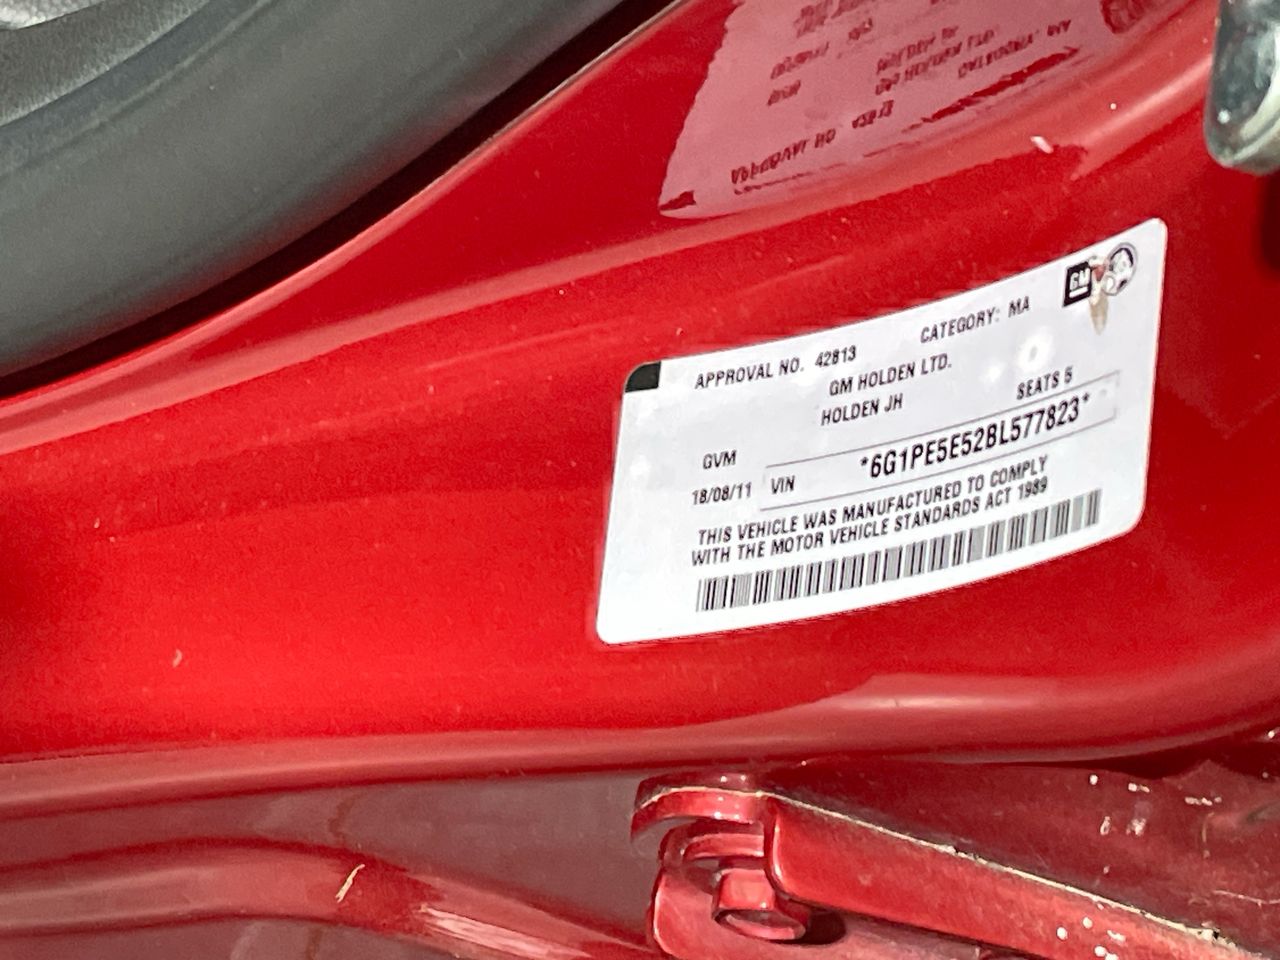 GM
APPROVAL NO. 42813 CATEGORY: MA
GM HOLDEN LTD.
HOLDEN JH SEATS 5
GVM
18/08/11 VIN *6G1PE5E52BL577823*
THIS VEHICLE WAS MANUFACTURED TO COMPLY
WITH THE MOTOR VEHICLE STANDARDS ACT 1989